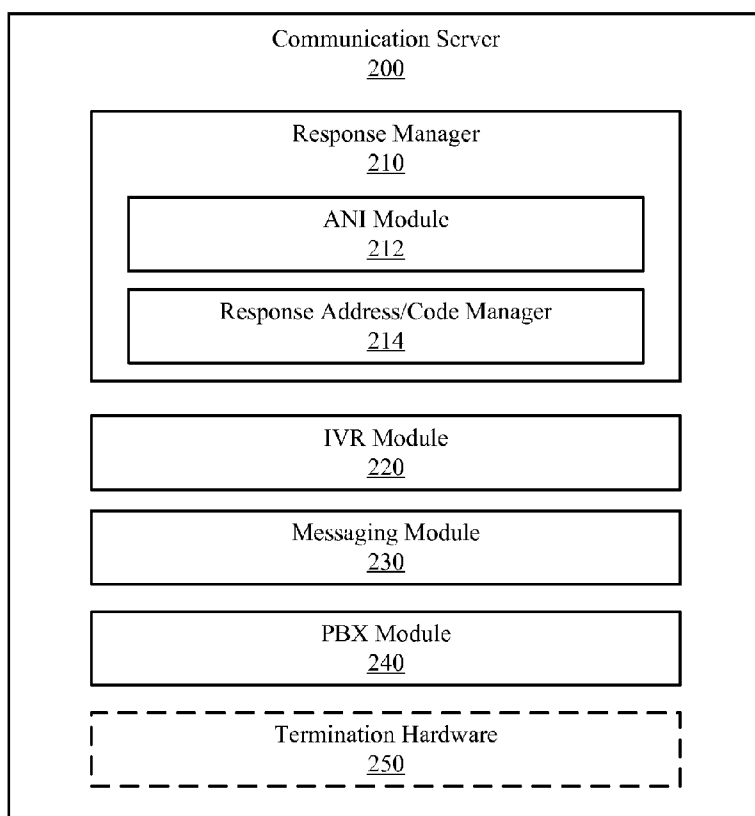 Communication Server
200
Response Manager
210
ANI Module
212
Response Address/Code Manager
214
IVR Module
220
Messaging Module
230
PBX Module
240
Termination Hardware
250